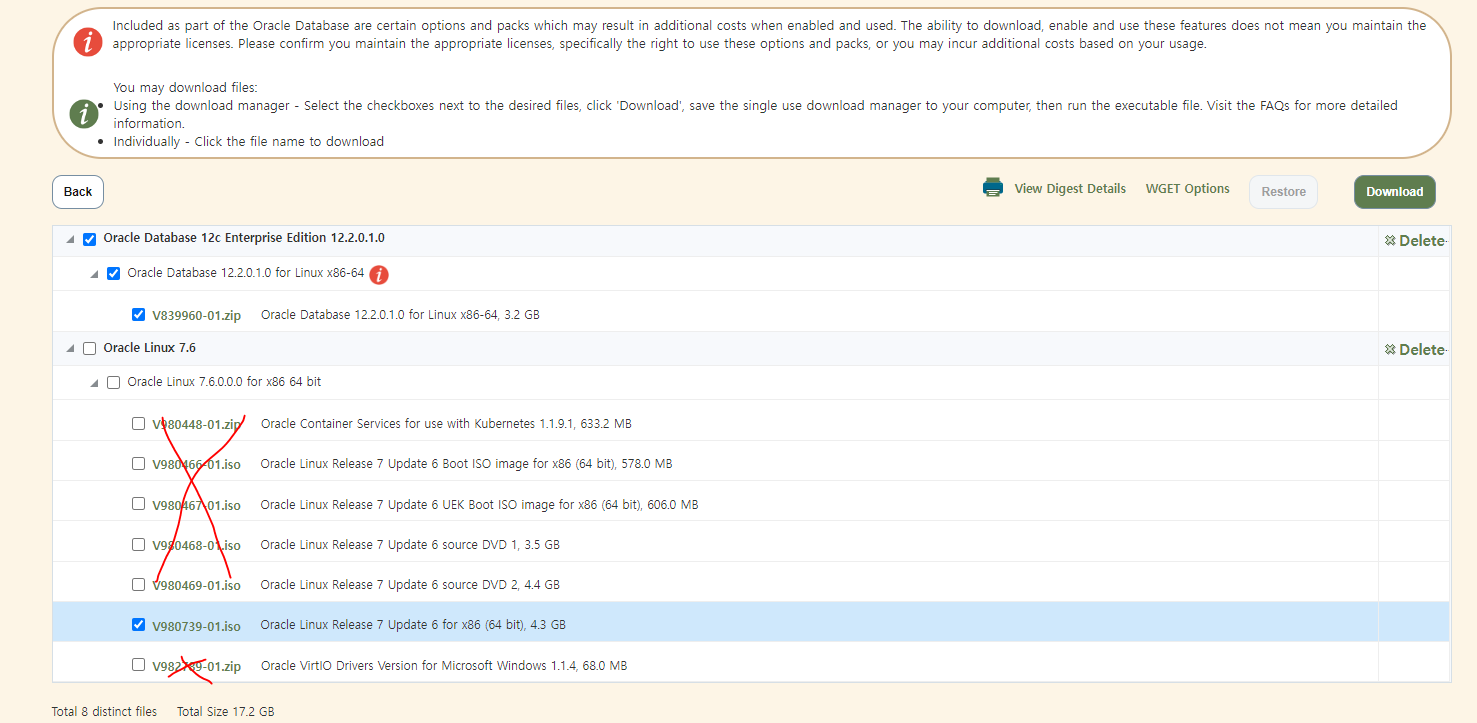 Included as part of the Oracle Database are certain options and packs which may result in additional costs when enabled and used. The ability to download, enable and use these features does not mean you maintain the
appropriate licenses. Please confirm you maintain the appropriate licenses, specifically the right to use these options and packs, or you may incur additional costs based on your usage.
You may download files:
Using the download manager - Select the checkboxes next to the desired files, click 'Download', save the single use download manager to your computer, then run the executable file. Visit the FAQs for more detailed
information.
Individually - Click the file name to download
Back View Digest Details WGET Options Restore Download
Oracle Database 12c Enterprise Edition 12.2.0.1.0 Delete
Oracle Database 12.2.0.1.0 for Linux x86-64
V839960-01.zip Oracle Database 12.2.0.1.0 for Linux x86-64, 3.2 GB
Oracle Linux 7.6 Delete
Oracle Linux 7.6.0.0.0 for x86 64 bit
V980448-01.zip Oracle Container Services for use with Kubernetes 1.1.9.1, 633.2 MB
V980466-01.iso Oracle Linux Release 7 Update 6 Boot ISO image for x86 (64 bit), 578.0 MB
V980467-01.iso Oracle Linux Release 7 Update 6 UEK Boot ISO image for x86 (64 bit), 606.0 MB
V980468-01.iso Oracle Linux Release 7 Update 6 source DVD 1, 3.5 GB
V980469-01.iso Oracle Linux Release 7 Update 6 source DVD 2, 4.4 GB
V980739-01.iso Oracle Linux Release 7 Update 6 for x86 (64 bit), 4.3 GB
Oracle VirtIO Drivers Version for Microsoft Windows 1.1.4, 68.0 MB
Total 8 distinct files Total Size 17.2 GB